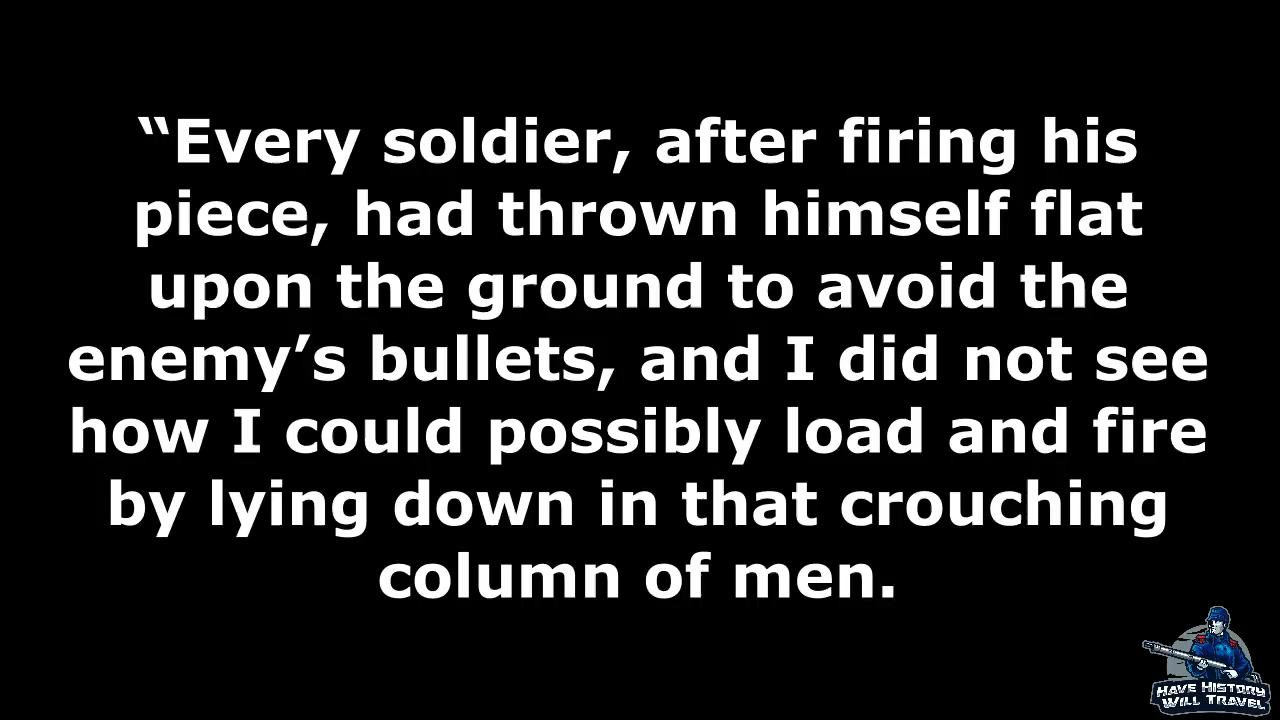 “Every soldier, after firing his
piece, had thrown himself flat
upon the ground to avoid the
enemy’s bullets, and I did not see
how I could possibly load and fire
by lying down in that crouching
column of men.
HAVE HISTORY
WILL TRAVEL